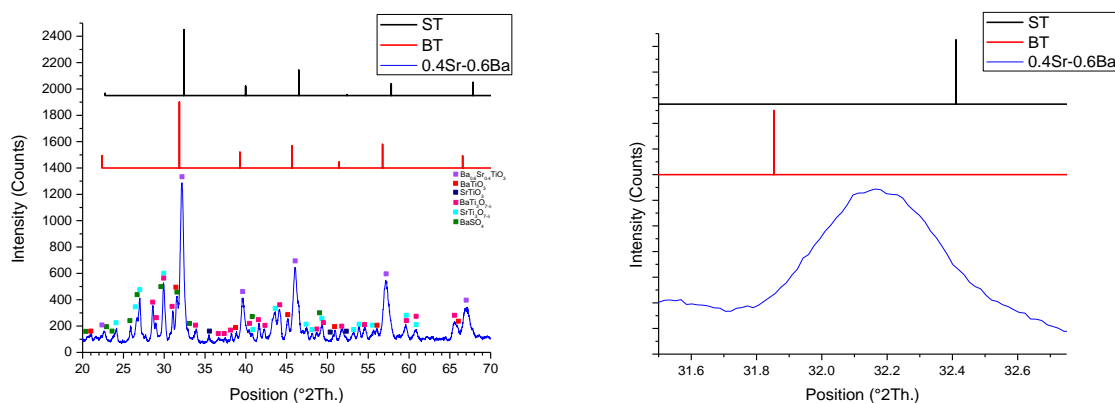 ST
BT
0.4Sr-0.6Ba
2400
2200
2000
1800
1600
1400
1200
1000
800
600
400
200
0
Intensity (Counts)
Ba0.6Sr0.4TiO3
BaTiO3
SrTiO3
BaSO4
20 25 30 35 40 45 50 55 60 65 70
Position (°2Th.)
ST
BT
0.4Sr-0.6Ba
Intensity (Counts)
31.6 31.8 32.0 32.2 32.4 32.6
Position (°2Th.)